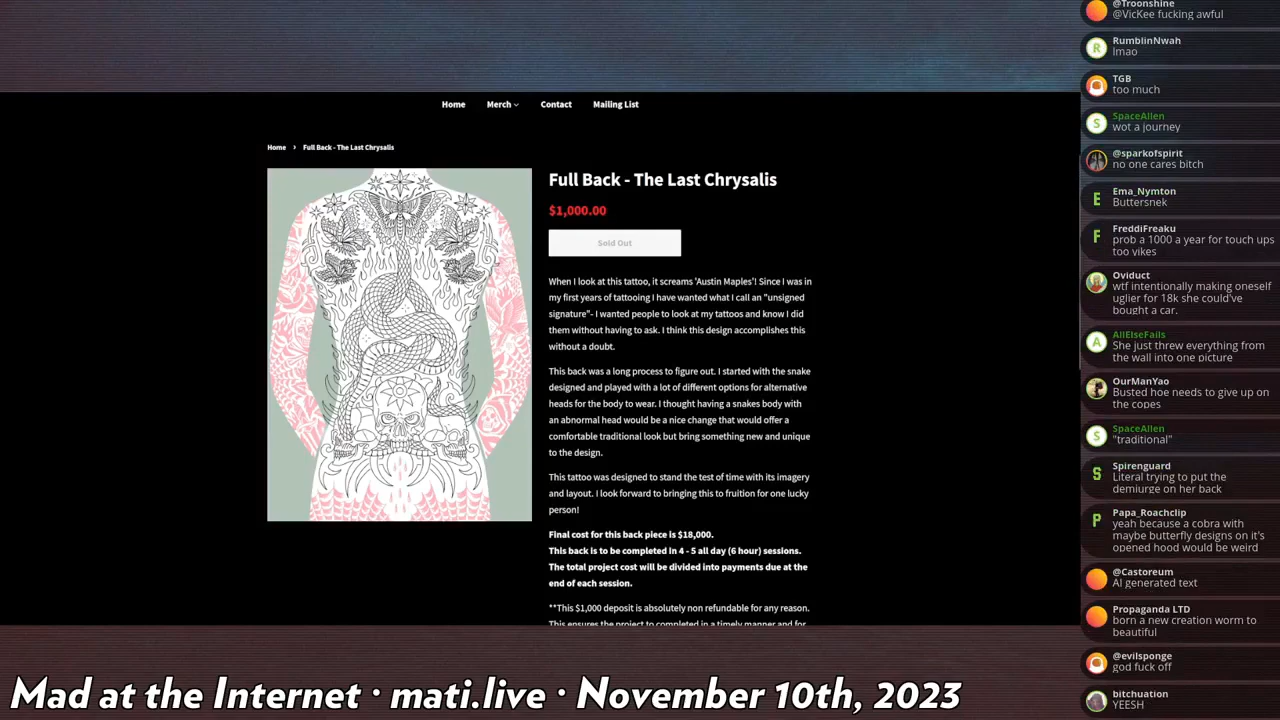 Home Merch Contact Mailing List
Home › Full Back - The Last Chrysalis
Full Back - The Last Chrysalis
$1,000.00
Sold Out
When I look at this tattoo, it screams 'Austin Maples'! Since I was in
my first years of tattooing I have wanted what I call an "unsigned
signature"- I wanted people to look at my tattoos and know I did
them without having to ask. I think this design accomplishes this
without a doubt.
This back was a long process to figure out. I started with the snake
designed and played with a lot of different options for alternative
heads for the body to wear. I thought having a snakes body with
an abnormal head would be a nice change that would offer a
comfortable traditional look but bring something new and unique
to the design.
This tattoo was designed to stand the test of time with its imagery
and layout. I look forward to bringing this to fruition for one lucky
person!
Final cost for this back piece is $18,000.
This back is to be completed in 4 - 5 all day (6 hour) sessions.
The total project cost will be divided into payments due at the
end of each session.
**This $1,000 deposit is absolutely non refundable for any reason.
This ensures the project to completed in a timely manner and for
@Troonshine
@VicKee fucking awful
R
RumblinNwah
lmao
TGB
too much
S
SpaceAllen
wot a journey
@sparkofspirit
no one cares bitch
E
Ema_Nymton
Buttersnek
F
FreddiFreaku
prob a 1000 a year for touch ups
too yikes
Oviduct
wtf intentionally making oneself
uglier for 18k she could've
bought a car.
A
AllElseFails
She just threw everything from
the wall into one picture
OurManYao
Busted hoe needs to give up on
the copes
S
SpaceAllen
"traditional"
S
Spirenguard
Literal trying to put the
demiurge on her back
P
Papa_Roachclip
yeah because a cobra with
maybe butterfly designs on it's
opened hood would be weird
@Castoreum
AI generated text
Propaganda LTD
born a new creation worm to
beautiful
@evilsponge
god fuck off
bitchuation
YEESH
Mad at the Internet · mati.live · November 10th, 2023